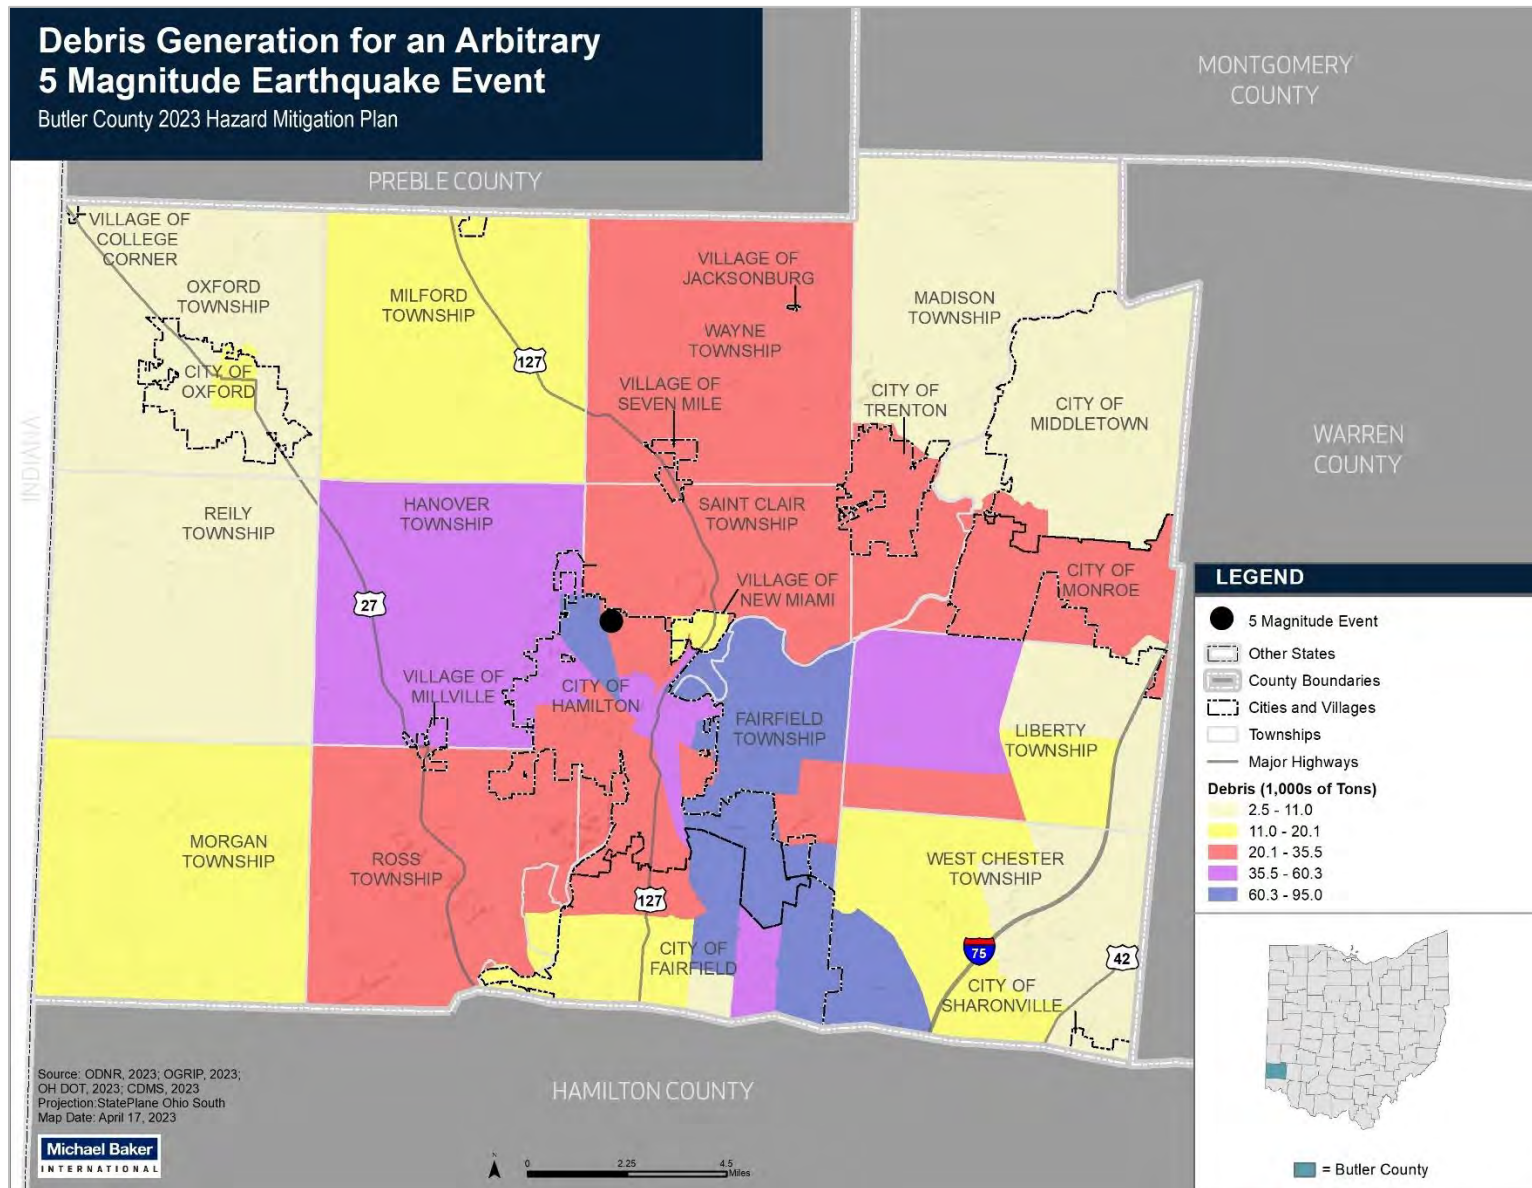 Debris Generation for an Arbitrary
5 Magnitude Earthquake Event
Butler County 2023 Hazard Mitigation Plan
MONTGOMERY
COUNTY
PREBLE COUNTY
VILLAGE OF
COLLEGE
CORNER
OXFORD
TOWNSHIP
MILFORD
TOWNSHIP
VILLAGE OF
JACKSONBURG
WAYNE
TOWNSHIP
MADISON
TOWNSHIP
127
CITY OF
OXFORD
VILLAGE OF
SEVEN MILE
CITY OF
TRENTON
CITY OF
MIDDLETOWN
WARREN
COUNTY
INDIANA
REILY
TOWNSHIP
HANOVER
TOWNSHIP
SAINT CLAIR
TOWNSHIP
27
VILLAGE OF
NEW MIAMI
CITY OF
MONROE
VILLAGE OF
MILLVILLE
CITY OF
HAMILTON
FAIRFIELD
TOWNSHIP
LIBERTY
TOWNSHIP
MORGAN
TOWNSHIP
ROSS
TOWNSHIP
WEST CHESTER
TOWNSHIP
127
CITY OF
FAIRFIELD
75
42
CITY OF
SHARONVILLE
HAMILTON COUNTY
LEGEND
5 Magnitude Event
Other States
County Boundaries
Cities and Villages
Townships
Major Highways
Debris (1,000s of Tons)
2.5 - 11.0
11.0 - 20.1
20.1 - 35.5
35.5 - 60.3
60.3 - 95.0
= Butler County
Source: ODNR, 2023; OGRIP, 2023;
OH DOT, 2023; CDMS, 2023
Projection:StatePlane Ohio South
Map Date: April 17, 2023
Michael Baker
INTERNATIONAL
N
0 2.25 4.5
Miles